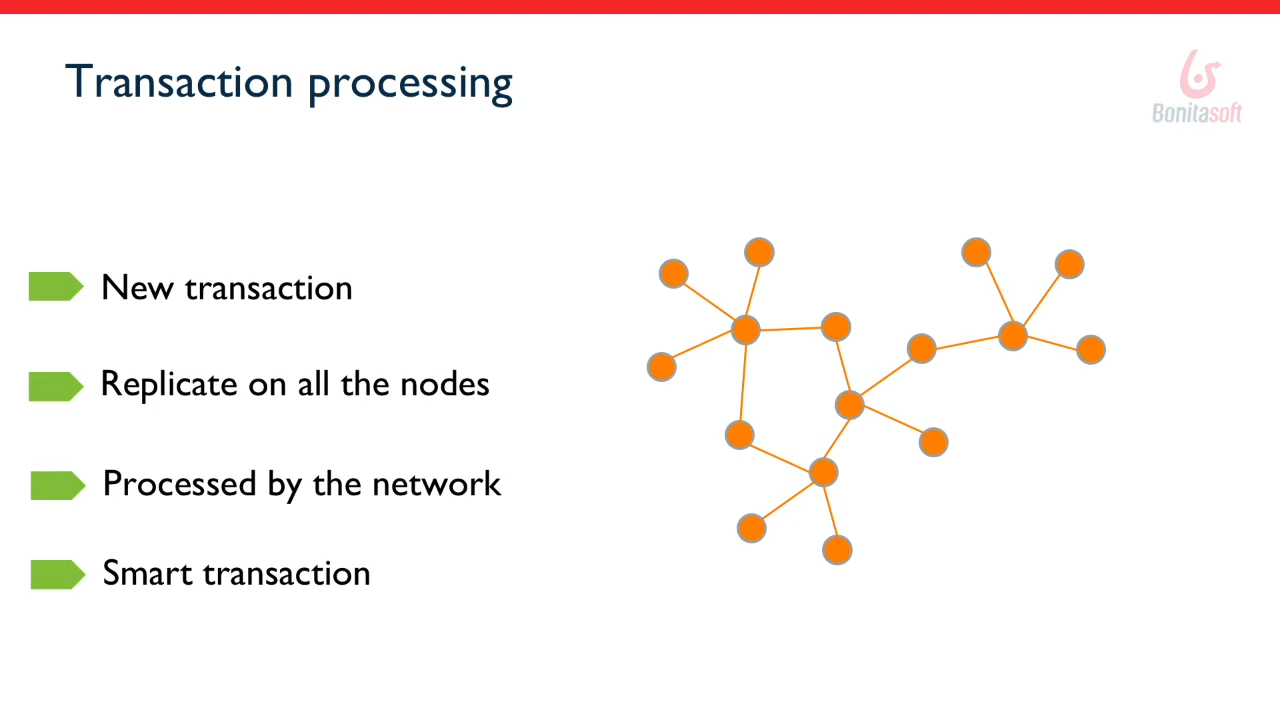 Transaction processing
Bonitasoft
New transaction
Replicate on all the nodes
Processed by the network
Smart transaction